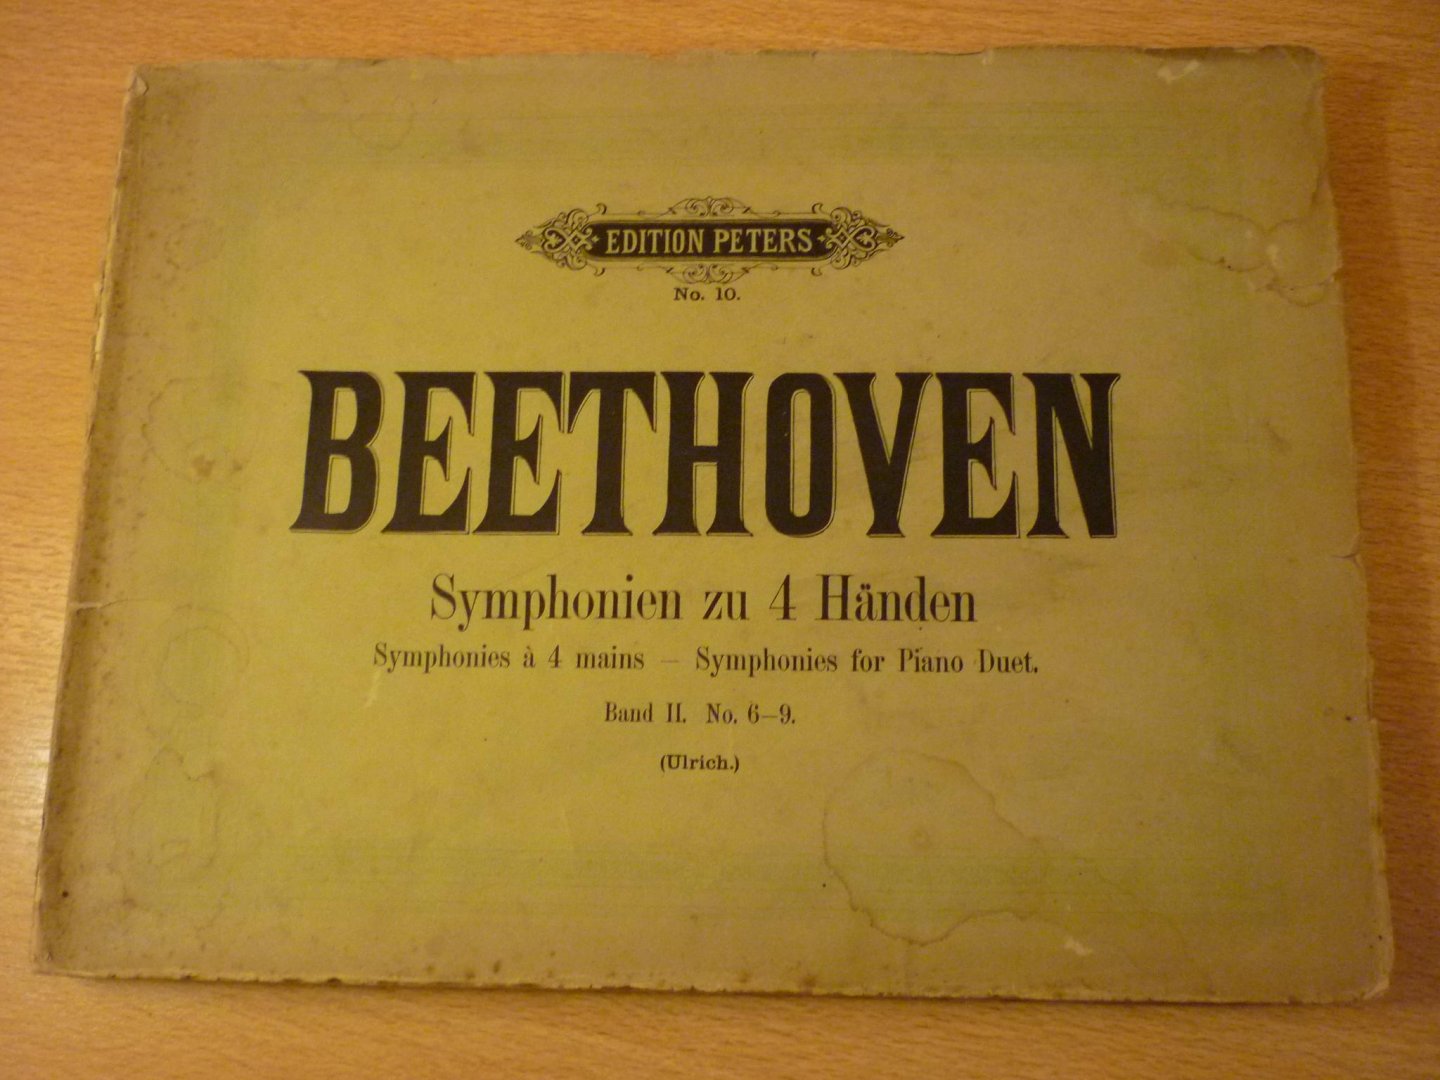 EDITION PETERS
No. 10.
BEETHOVEN
Symphonien zu 4 Händen
Symphonies à 4 mains – Symphonies for Piano Duet.
Band II. No. 6–9.
(Ulrich.)